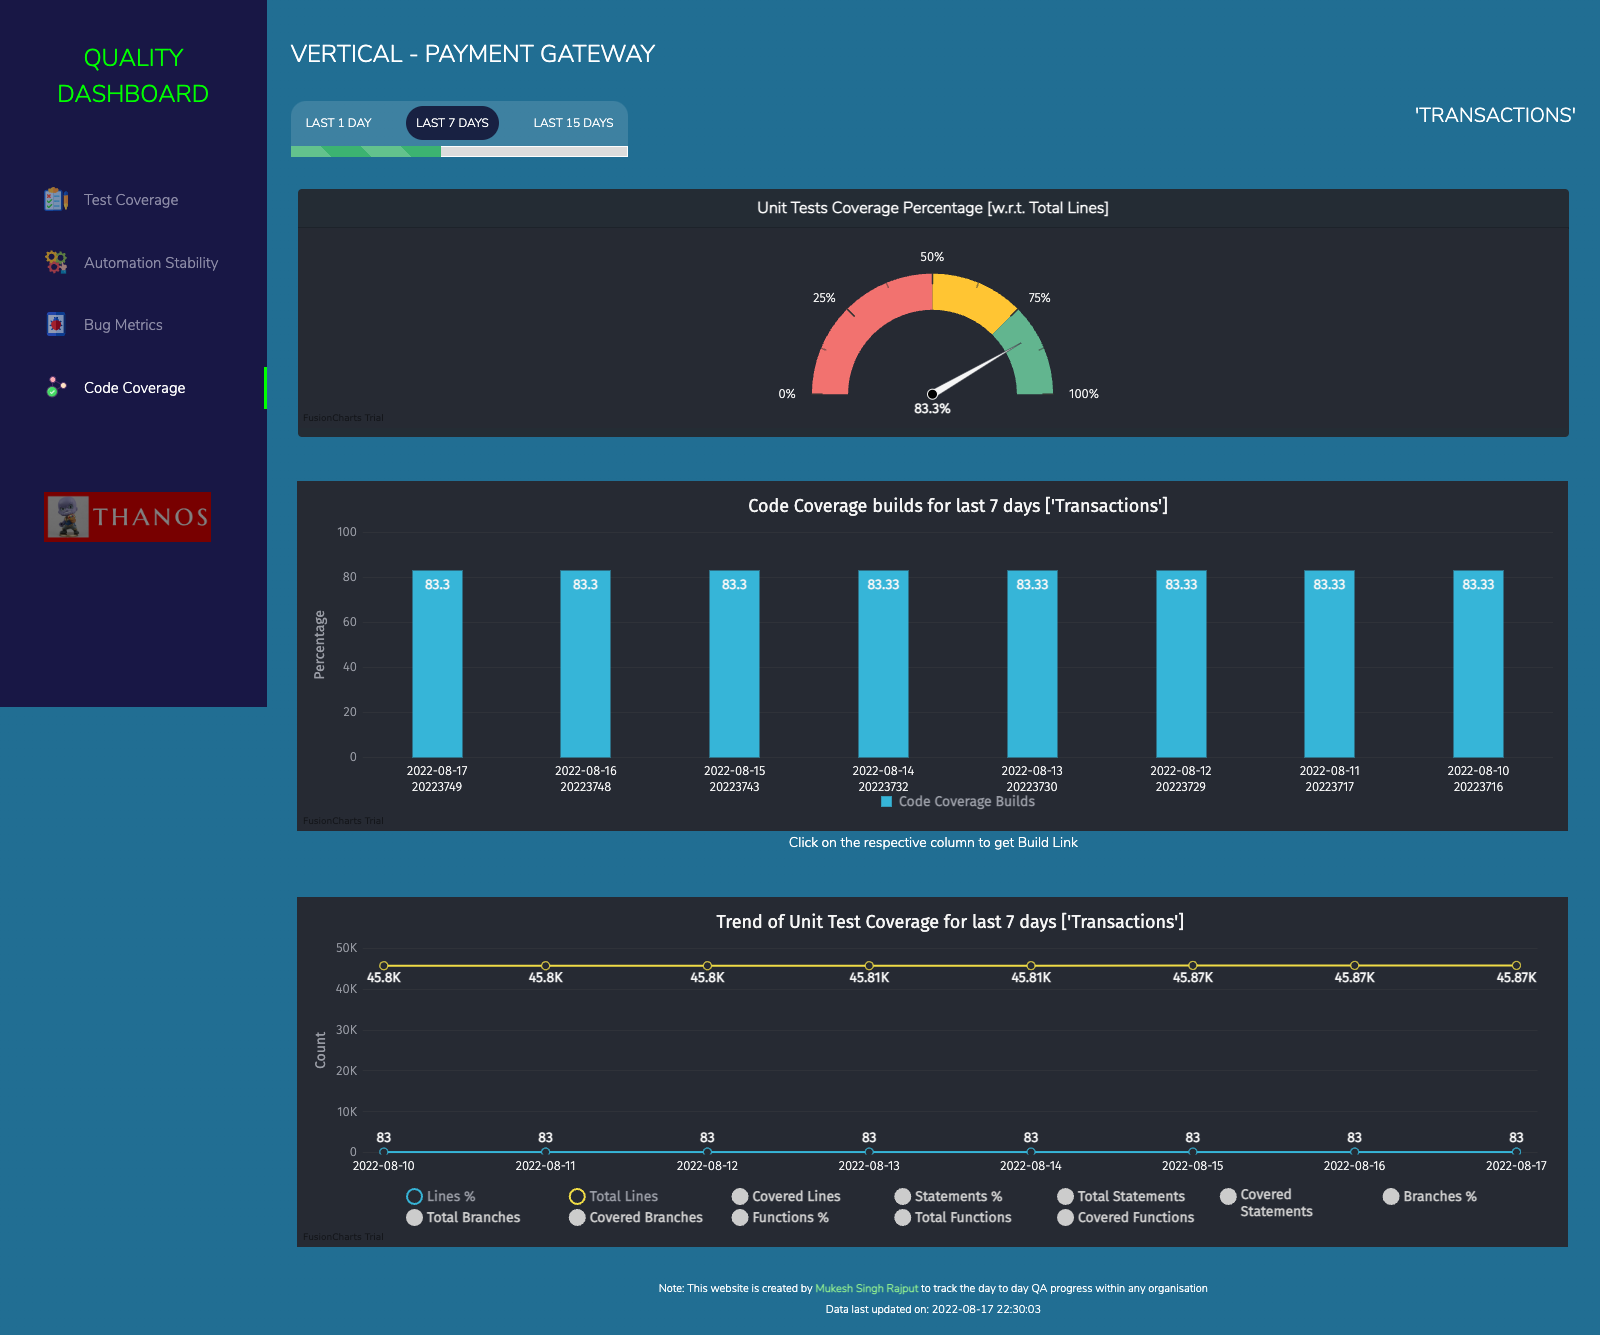 QUALITY
DASHBOARD
Test Coverage
Automation Stability
Bug Metrics
Code Coverage
THANOS
VERTICAL - PAYMENT GATEWAY
LAST 1 DAY LAST 7 DAYS LAST 15 DAYS
'TRANSACTIONS'
Unit Tests Coverage Percentage [w.r.t. Total Lines]
50%
25% 75%
0% 100%
83.3%
FusionCharts Trial
Code Coverage builds for last 7 days ['Transactions']
Percentage
100
80
60
40
20
0
83.3 83.3 83.3 83.33 83.33 83.33 83.33 83.33
2022-08-17 2022-08-16 2022-08-15 2022-08-14 2022-08-13 2022-08-12 2022-08-11 2022-08-10
20223749 20223748 20223743 20223732 20223730 20223729 20223717 20223716
Code Coverage Builds
FusionCharts Trial
Click on the respective column to get Build Link
Trend of Unit Test Coverage for last 7 days ['Transactions']
Count
50K
40K
30K
20K
10K
0
45.8K 45.8K 45.8K 45.81K 45.81K 45.87K 45.87K 45.87K
83 83 83 83 83 83 83 83
2022-08-10 2022-08-11 2022-08-12 2022-08-13 2022-08-14 2022-08-15 2022-08-16 2022-08-17
Lines % Total Lines Covered Lines Statements % Total Statements Covered Statements Branches %
Total Branches Covered Branches Functions % Total Functions Covered Functions
FusionCharts Trial
Note: This website is created by Mukesh Singh Rajput to track the day to day QA progress within any organisation
Data last updated on: 2022-08-17 22:30:03